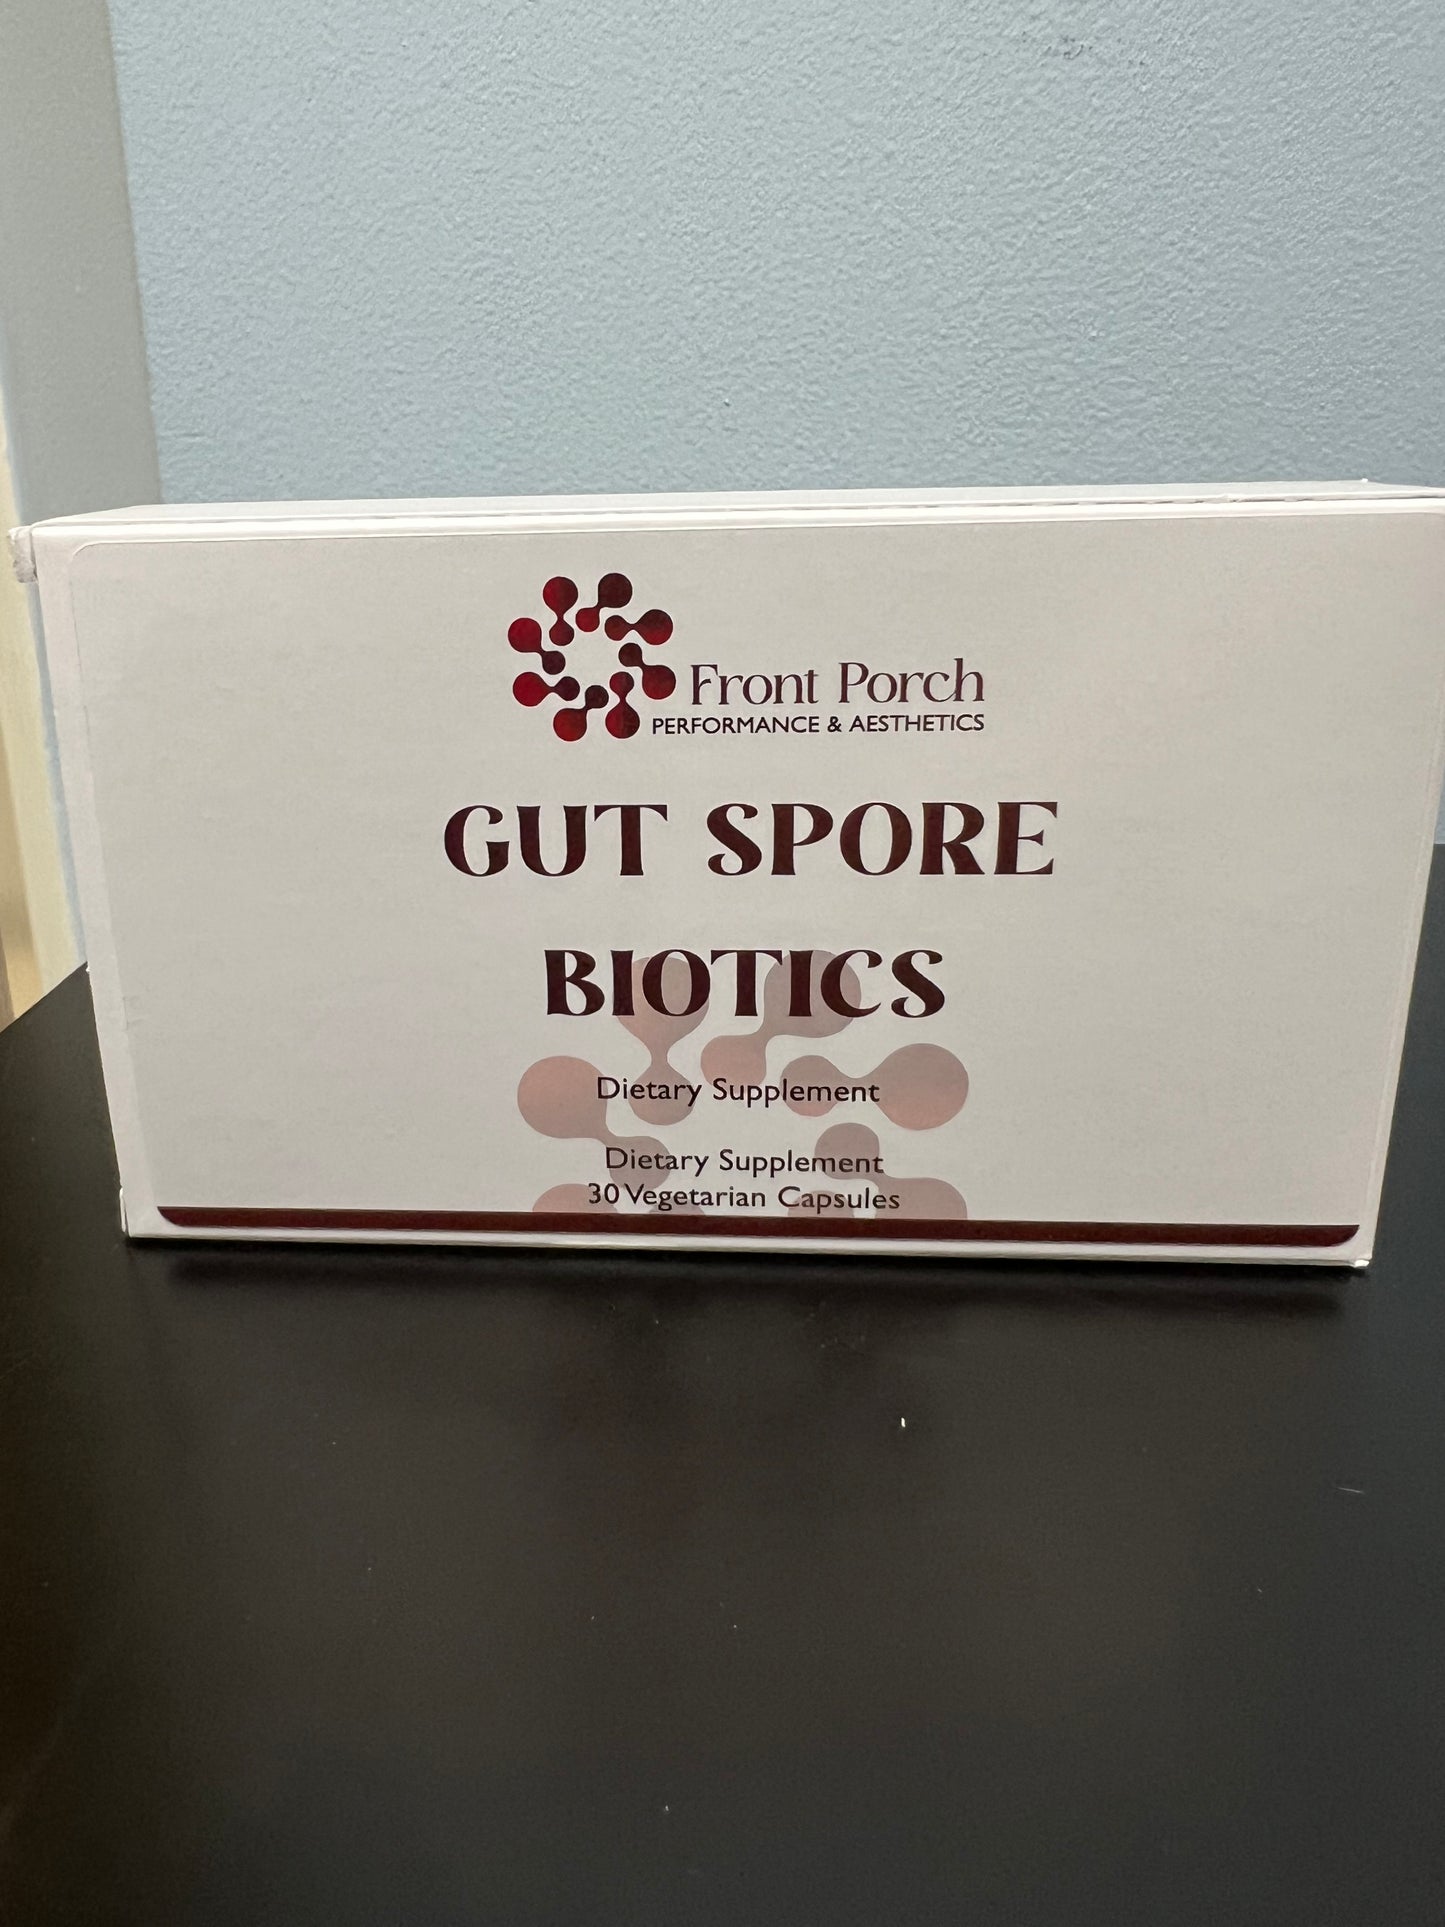 Front Porch
PERFORMANCE & AESTHETICS
GUT SPORE
BIOTICS
Dietary Supplement
Dietary Supplement
30 Vegetarian Capsules